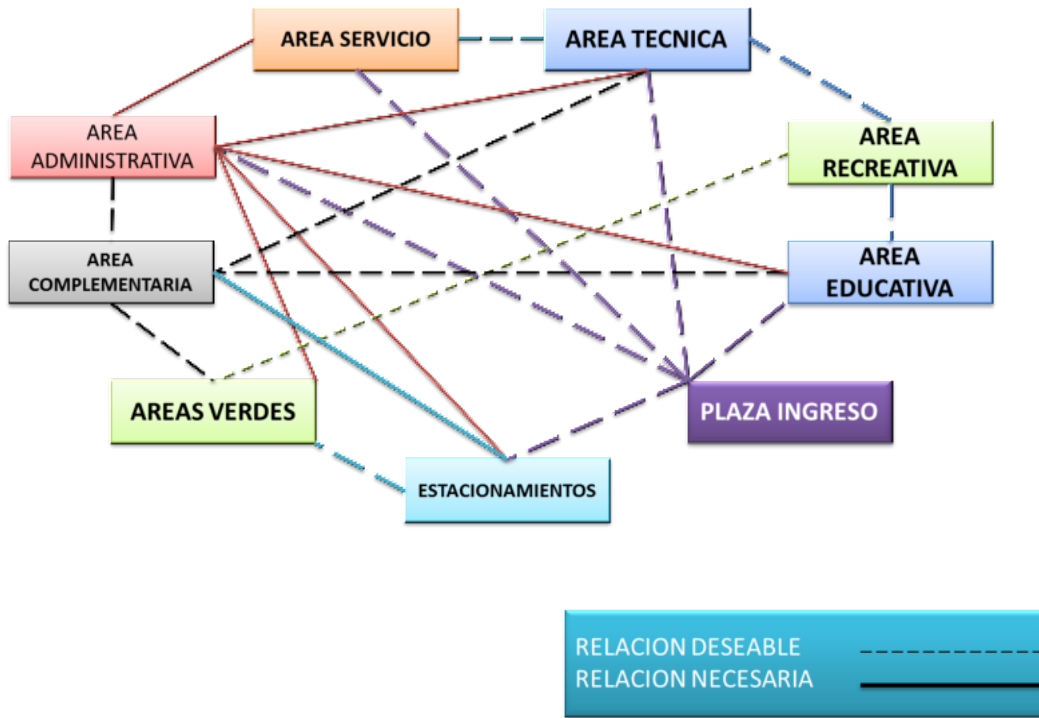 AREA SERVICIO
AREA TECNICA
AREA
ADMINISTRATIVA
AREA
RECREATIVA
AREA
COMPLEMENTARIA
AREA
EDUCATIVA
AREAS VERDES
PLAZA INGRESO
ESTACIONAMIENTOS
RELACION DESEABLE
RELACION NECESARIA